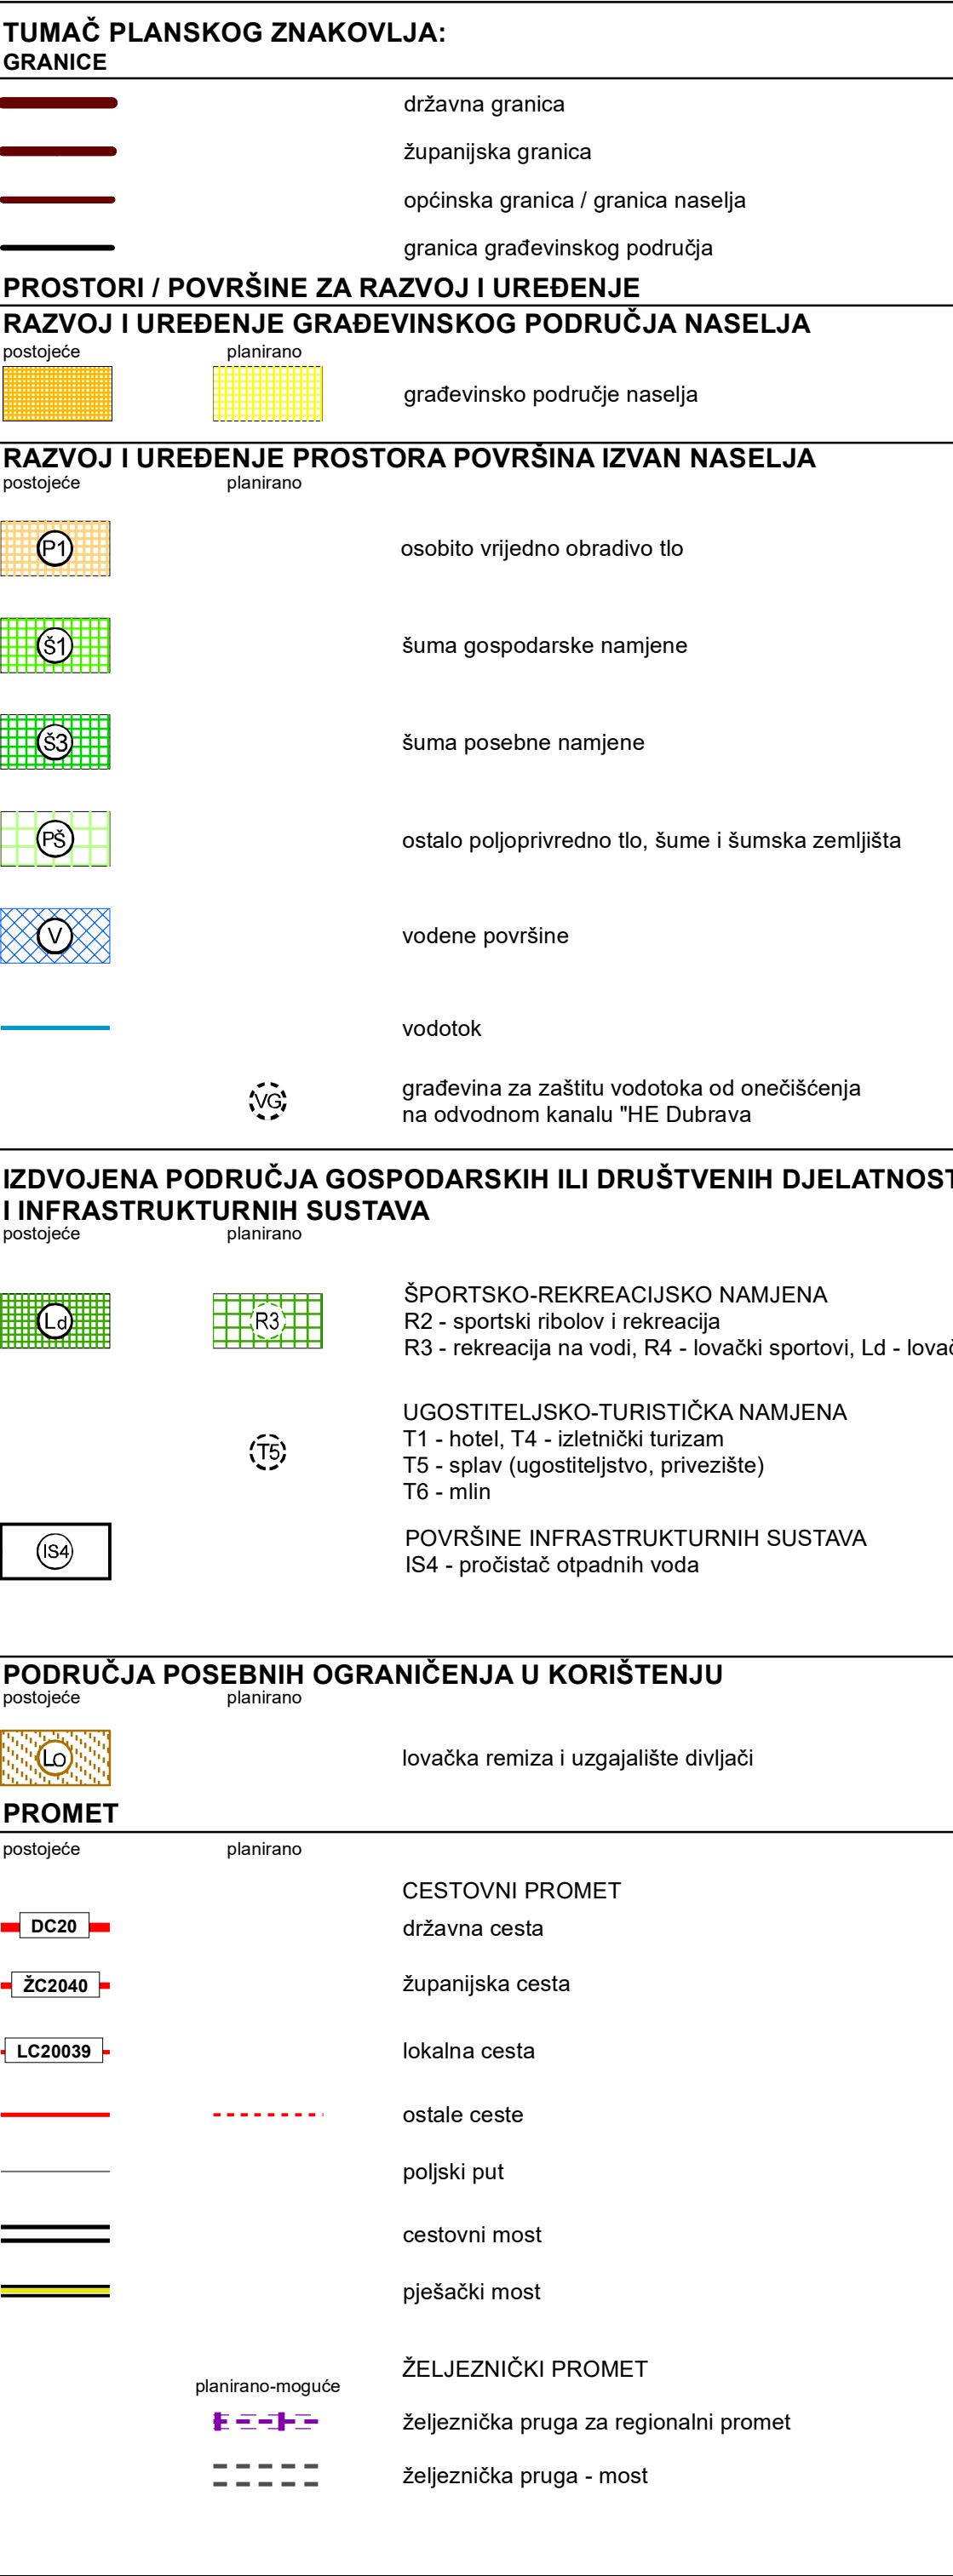 TUMAČ PLANSKOG ZNAKOVLJA:
GRANICE
državna granica
županijska granica
općinska granica / granica naselja
granica građevinskog područja
PROSTORI / POVRŠINE ZA RAZVOJ I UREĐENJE
RAZVOJ I UREĐENJE GRAĐEVINSKOG PODRUČJA NASELJA
postojeće planirano
građevinsko područje naselja
RAZVOJ I UREĐENJE PROSTORA POVRŠINA IZVAN NASELJA
postojeće planirano
P1 osobito vrijedno obradivo tlo
Š1 šuma gospodarske namjene
Š3 šuma posebne namjene
PŠ ostalo poljoprivredno tlo, šume i šumska zemljišta
V vodene površine
vodotok
VG građevina za zaštitu vodotoka od onečišćenja
na odvodnom kanalu "HE Dubrava
IZDVOJENA PODRUČJA GOSPODARSKIH ILI DRUŠTVENIH DJELATNOST
I INFRASTRUKTURNIH SUSTAVA
postojeće planirano
ŠPORTSKO-REKREACIJSKO NAMJENA
Ld R3 R2 - sportski ribolov i rekreacija
R3 - rekreacija na vodi, R4 - lovački sportovi, Ld - lovač
UGOSTITELJSKO-TURISTIČKA NAMJENA
T1 - hotel, T4 - izletnički turizam
T5 T5 - splav (ugostiteljstvo, privezište)
T6 - mlin
POVRŠINE INFRASTRUKTURNIH SUSTAVA
IS4 IS4 - pročistač otpadnih voda
PODRUČJA POSEBNIH OGRANIČENJA U KORIŠTENJU
postojeće planirano
Lo lovačka remiza i uzgajalište divljači
PROMET
postojeće planirano
CESTOVNI PROMET
DC20 državna cesta
ŽC2040 županijska cesta
LC20039 lokalna cesta
ostale ceste
poljski put
cestovni most
pješački most
ŽELJEZNIČKI PROMET
planirano-moguće
željeznička pruga za regionalni promet
željeznička pruga - most